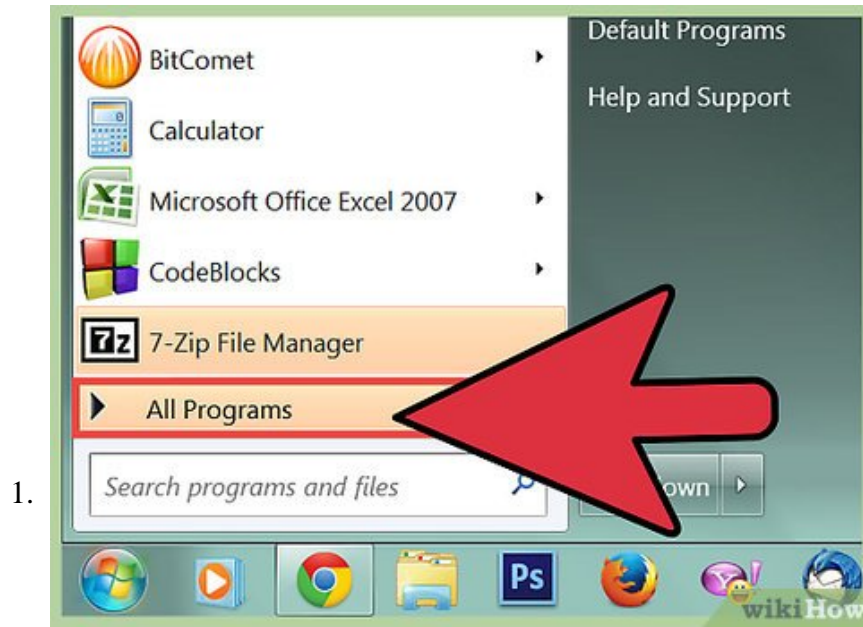 Default Programs
BitComet
Help and Support
Calculator
Microsoft Office Excel 2007
CodeBlocks
7z 7-Zip File Manager
All Programs
1.
Search programs and files
own
Ps
Y!
wikiHow